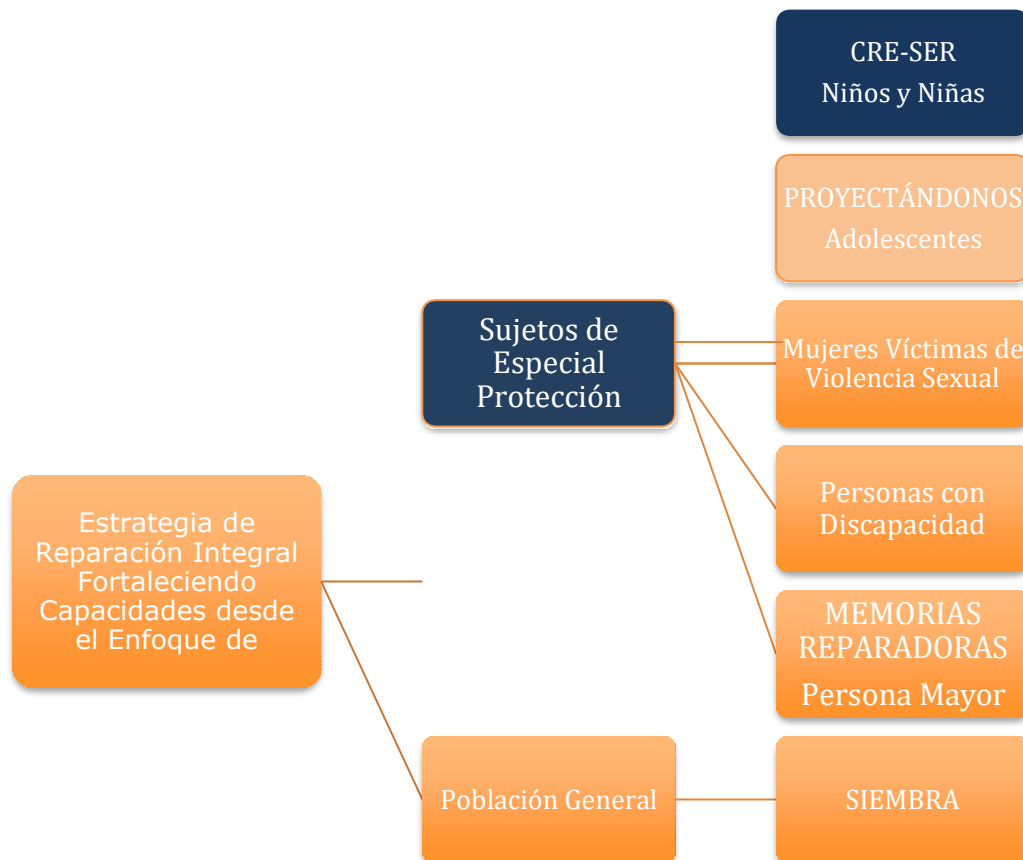 CRE-SER
Niños y Niñas
PROYECTÁNDONOS
Adolescentes
Sujetos de
Especial
Protección
Mujeres Víctimas de
Violencia Sexual
Personas con
Discapacidad
Estrategia de
Reparación Integral
Fortaleciendo
Capacidades desde
el Enfoque de
MEMORIAS
REPARADORAS
Persona Mayor
Población General
SIEMBRA